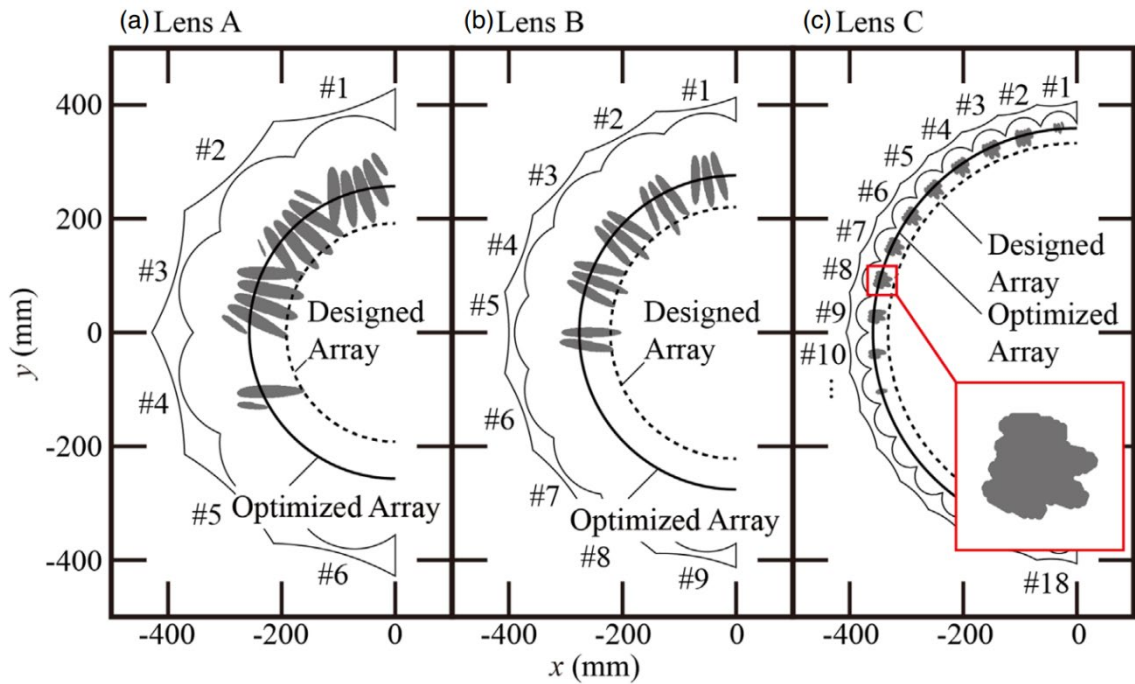 (a) Lens A
(b) Lens B
(c) Lens C
y (mm)
400
200
0
-200
-400
#1
#2
#3
#4
#5
#6
Designed
Array
Optimized Array
-400
-200
0
#1
#2
#3
#4
#5
#6
#7
#8
#9
Designed
Array
Optimized Array
-400
-200
0
#1
#2
#3
#4
#5
#6
#7
#8
#9
#10
⋮
#18
Designed
Array
Optimized
Array
-400
-200
0
x (mm)